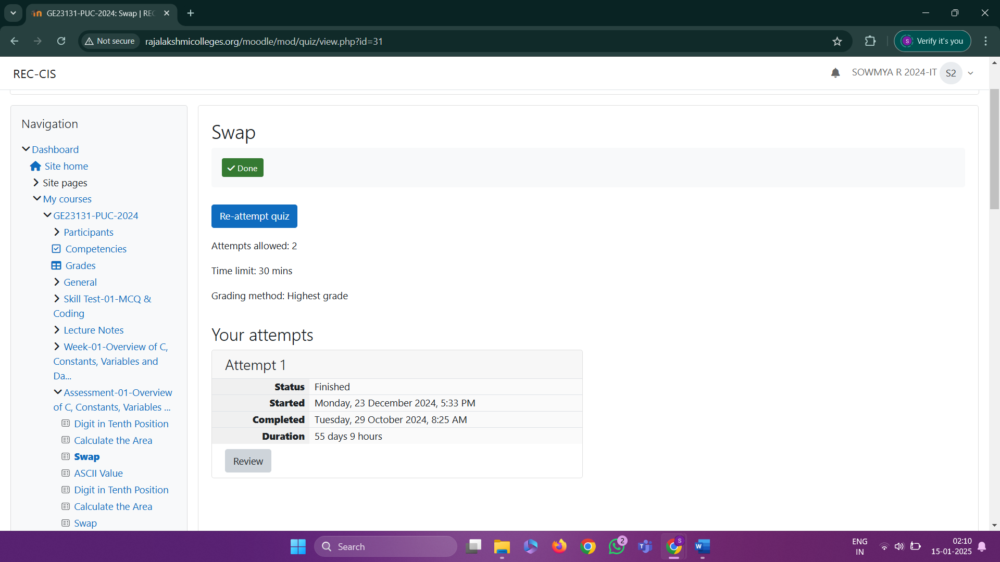 GE23131-PUC-2024: Swap | REC
Not secure
rajalakshmicolleges.org/moodle/mod/quiz/view.php?id=31
S
Verify it's you
REC-CIS
SOWMYA R 2024-IT
S2
Navigation
Dashboard
Site home
Site pages
My courses
GE23131-PUC-2024
Participants
Competencies
Grades
General
Skill Test-01-MCQ &
Coding
Lecture Notes
Week-01-Overview of C,
Constants, Variables and
Da...
Assessment-01-Overview
of C, Constants, Variables ...
Digit in Tenth Position
Calculate the Area
Swap
ASCII Value
Digit in Tenth Position
Calculate the Area
Swap
Swap
Done
Re-attempt quiz
Attempts allowed: 2
Time limit: 30 mins
Grading method: Highest grade
Your attempts
Attempt 1
Status Finished
Started Monday, 23 December 2024, 5:33 PM
Completed Tuesday, 29 October 2024, 8:25 AM
Duration 55 days 9 hours
Review
Search
2
T
S
W
ENG
IN
02:10
15-01-2025